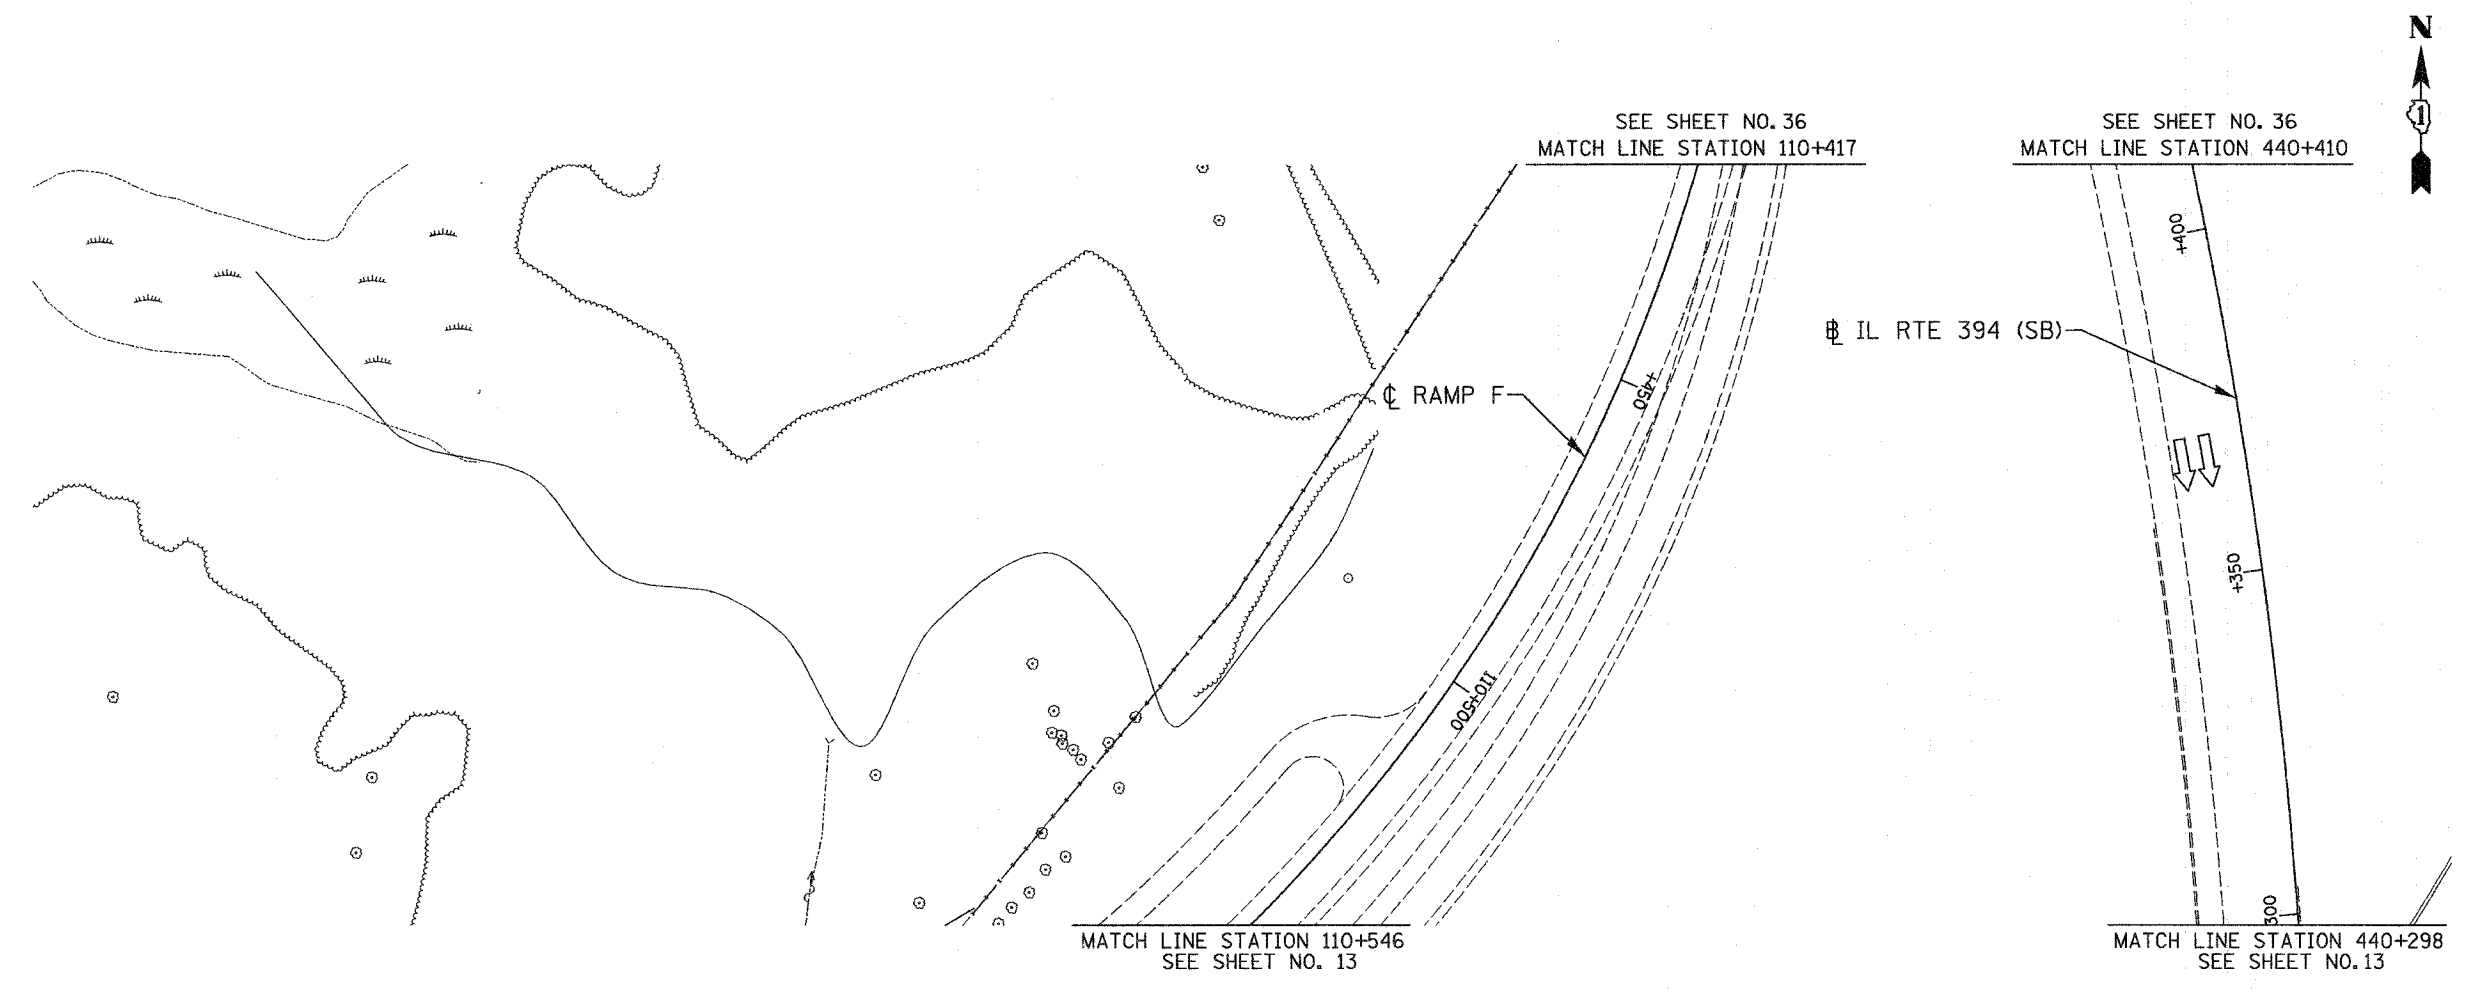 N
1
SEE SHEET NO. 36
MATCH LINE STATION 110+417
SEE SHEET NO. 36
MATCH LINE STATION 440+410
+400
℄ RAMP F
+450
BL IL RTE 394 (SB)
+350
110+500
300
MATCH LINE STATION 110+546
SEE SHEET NO. 13
MATCH LINE STATION 440+298
SEE SHEET NO. 13